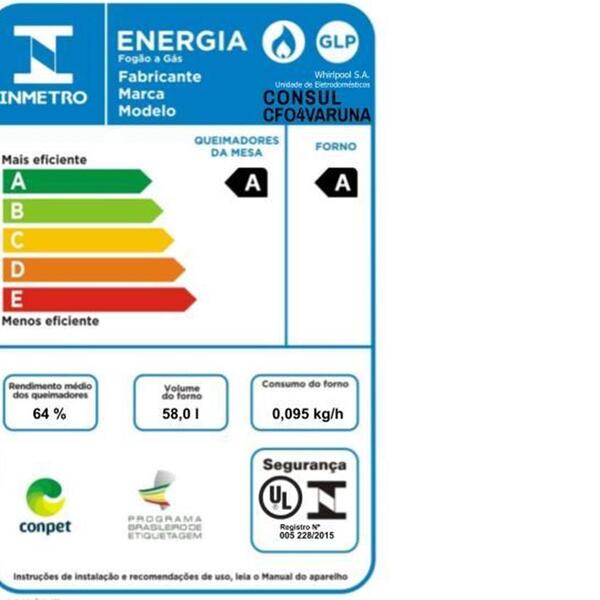 INMETRO
ENERGIA
Fogão a Gás
GLP
Fabricante
Marca
Modelo
Whirlpool S.A.
Unidade de Eletrodomésticos
CONSUL
CFO4VARUNA
QUEIMADORES
DA MESA
FORNO
Mais eficiente
A
B
C
D
E
Menos eficiente
A
A
Rendimento médio
dos queimadores
64 %
Volume
do forno
58,0 l
Consumo do forno
0,095 kg/h
conpet
PROGRAMA
BRASILEIRO DE
ETIQUETAGEM
Segurança
UL
Registro Nº
005 228/2015
Instruções de instalação e recomendações de uso, leia o Manual do aparelho